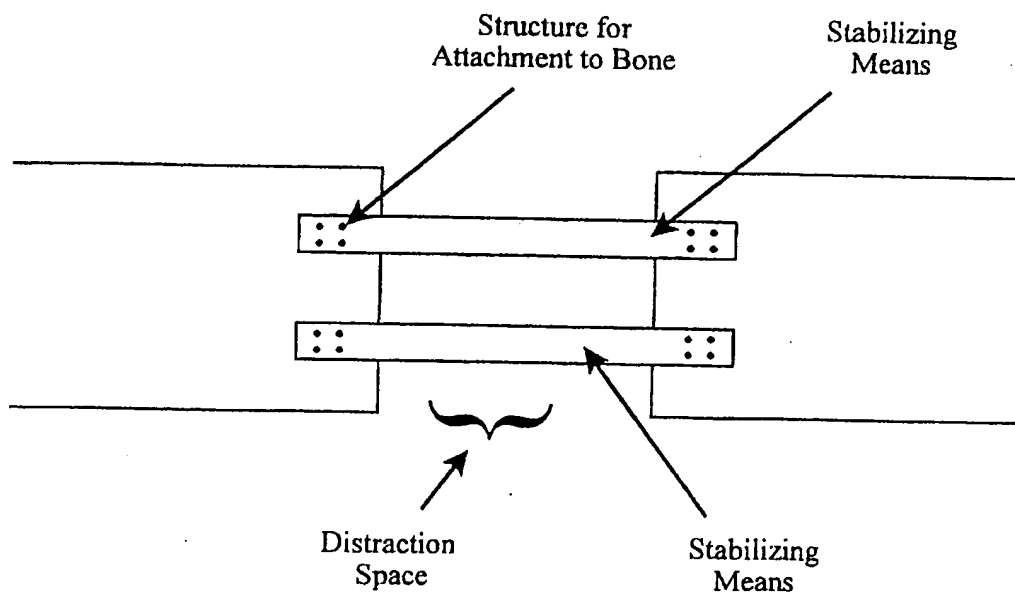 Structure for
Attachment to Bone
Stabilizing
Means
Distraction
Space
Stabilizing
Means